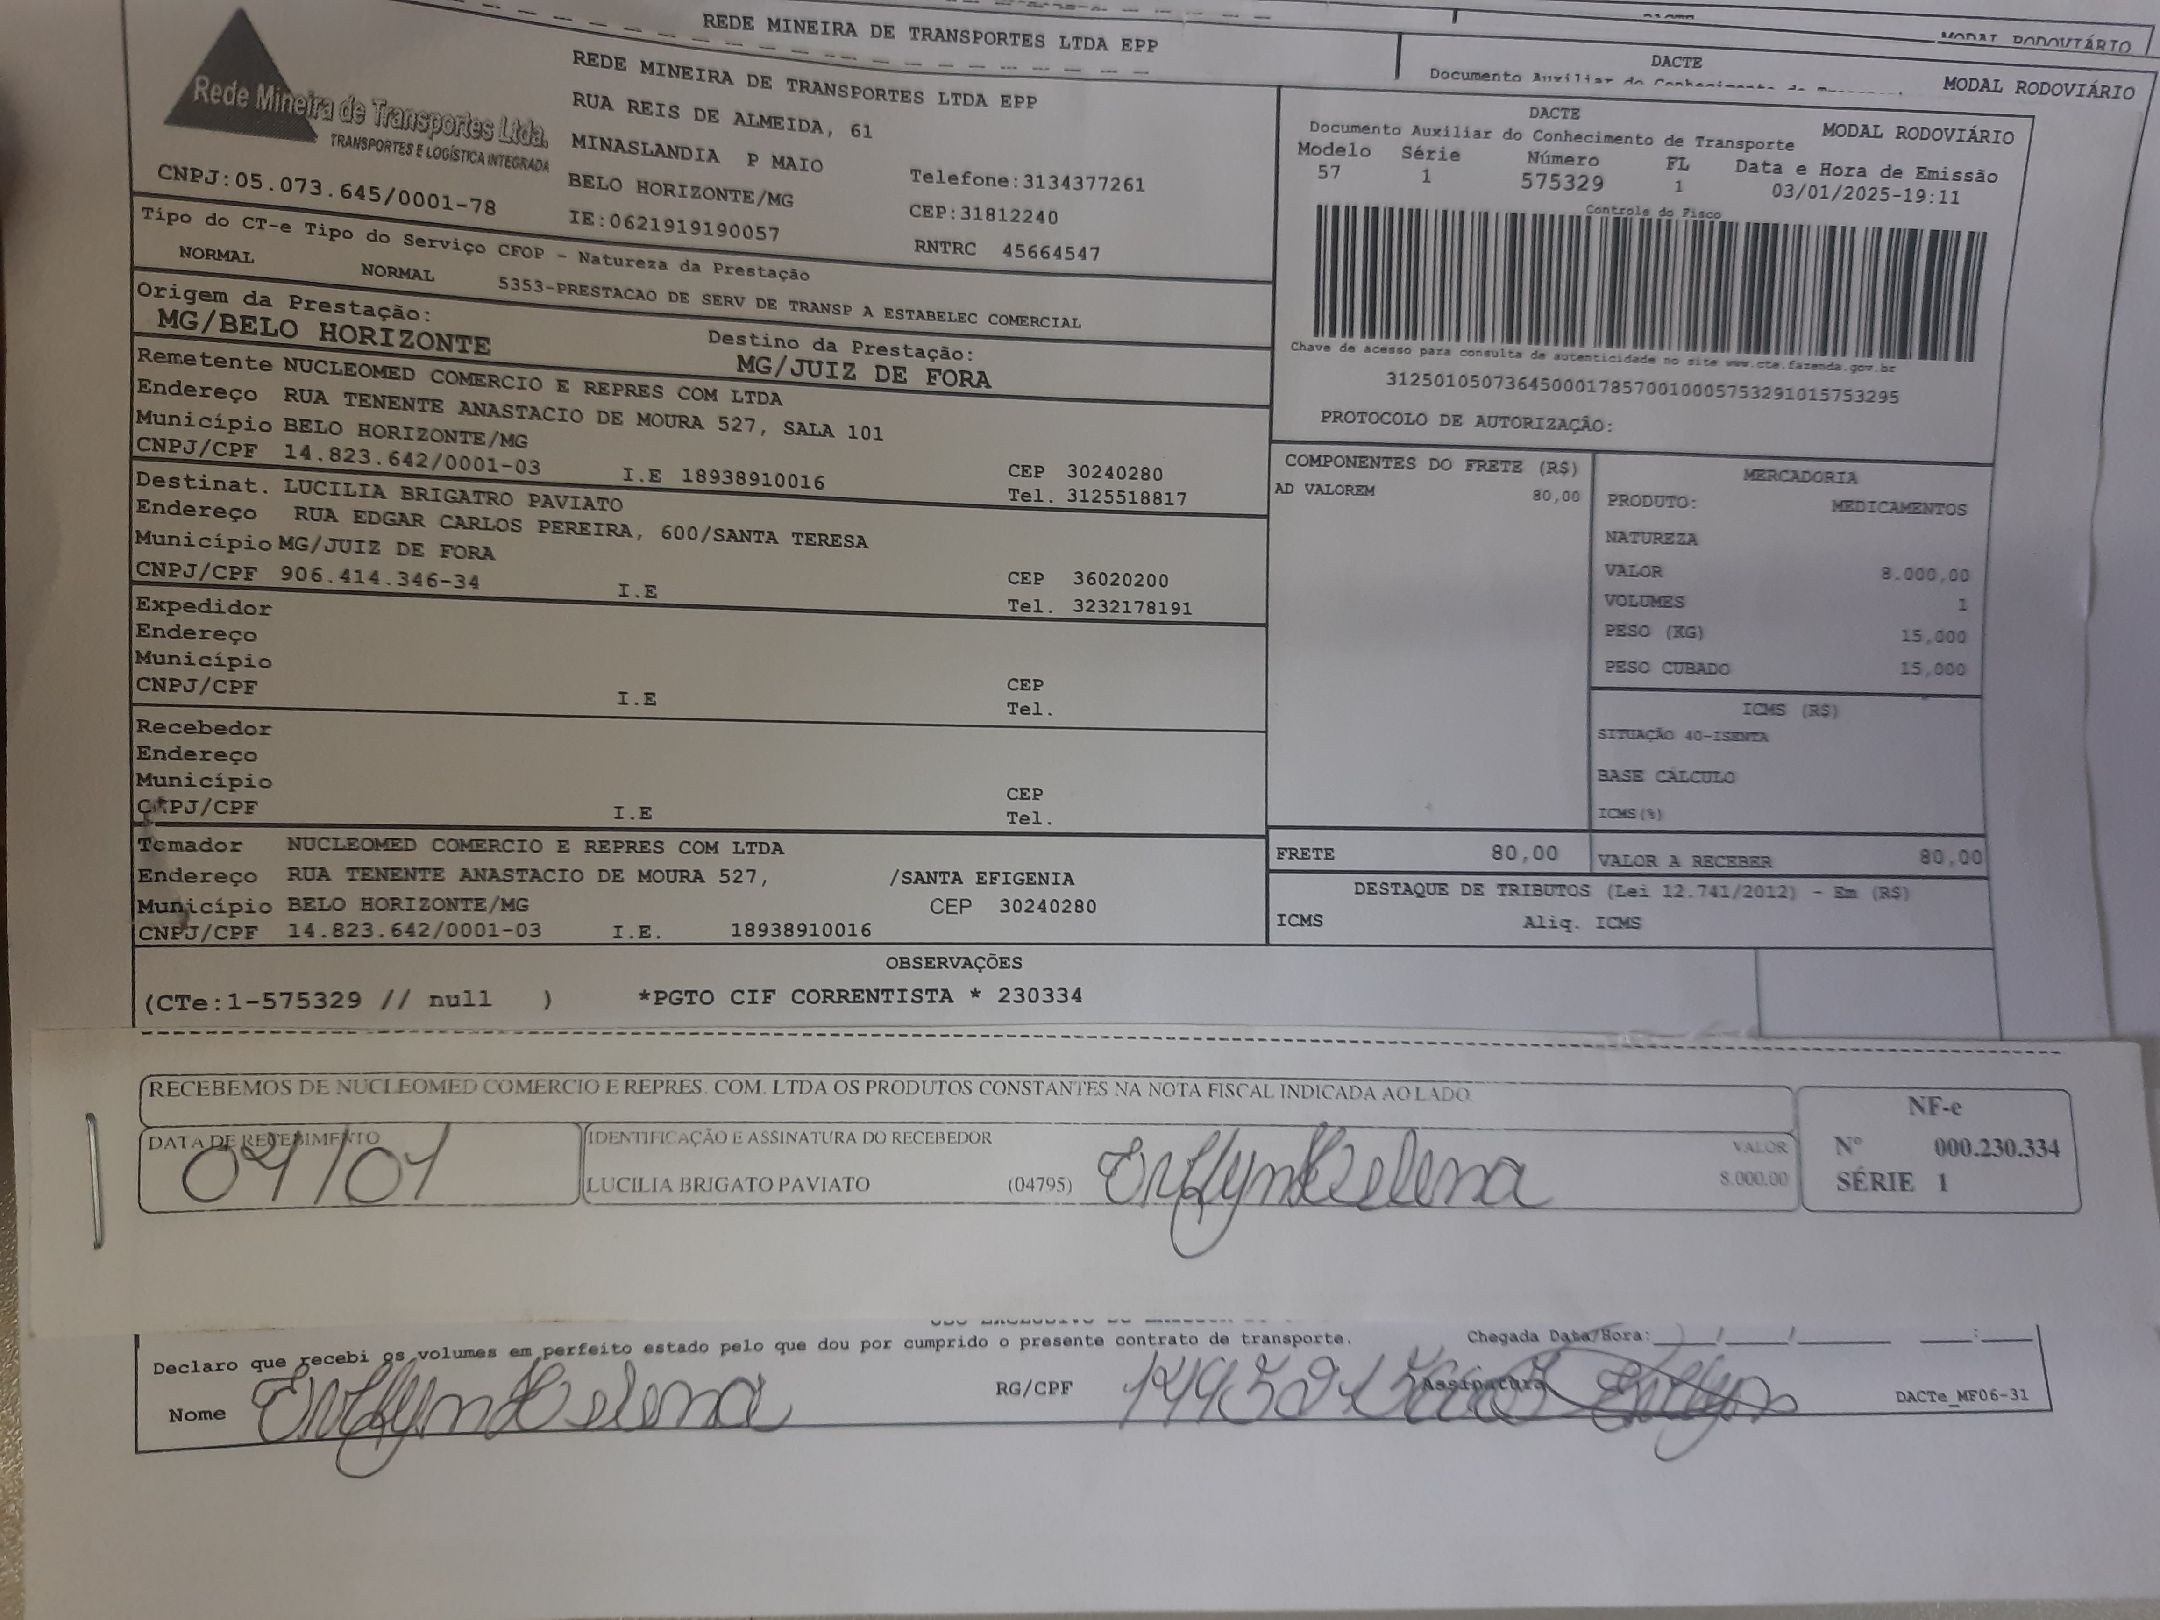 REDE MINEIRA DE TRANSPORTES LTDA EPP
MODAL RODOVIÁRIO
DACTE
MODAL RODOVIÁRIO
Rede Mineira de Transportes Ltda.
TRANSPORTES E LOGÍSTICA INTEGRADA
CNPJ:05.073.645/0001-78
REDE MINEIRA DE TRANSPORTES LTDA EPP
RUA REIS DE ALMEIDA, 61
MINASLANDIA P MAIO
BELO HORIZONTE/MG
IE:0621919190057
Telefone:3134377261
CEP:31812240
RNTRC 45664547
DACTE
Documento Auxiliar do Conhecimento de Transporte
MODAL RODOVIÁRIO
Modelo Série Número FL Data e Hora de Emissão
57 1 575329 1 03/01/2025-19:11
Controle do Fisco
Chave de acesso para consulta de autenticidade no site www.cte.fazenda.gov.br
31250105073645000178570010005753291015753295
PROTOCOLO DE AUTORIZAÇÃO:
Tipo do CT-e Tipo do Serviço CFOP - Natureza da Prestação
NORMAL NORMAL 5353-PRESTACAO DE SERV DE TRANSP A ESTABELEC COMERCIAL
Origem da Prestação:
MG/BELO HORIZONTE
Destino da Prestação:
MG/JUIZ DE FORA
Remetente NUCLEOMED COMERCIO E REPRES COM LTDA
Endereço RUA TENENTE ANASTACIO DE MOURA 527, SALA 101
Município BELO HORIZONTE/MG CEP 30240280
CNPJ/CPF 14.823.642/0001-03 I.E 18938910016 Tel. 3125518817
Destinat. LUCILIA BRIGATRO PAVIATO
Endereço RUA EDGAR CARLOS PEREIRA, 600/SANTA TERESA
Município MG/JUIZ DE FORA CEP 36020200
CNPJ/CPF 906.414.346-34 I.E Tel. 3232178191
Expedidor
Endereço
Município CEP
CNPJ/CPF I.E Tel.
Recebedor
Endereço
Município CEP
CNPJ/CPF I.E Tel.
Tomador NUCLEOMED COMERCIO E REPRES COM LTDA
Endereço RUA TENENTE ANASTACIO DE MOURA 527, /SANTA EFIGENIA
Município BELO HORIZONTE/MG CEP 30240280
CNPJ/CPF 14.823.642/0001-03 I.E. 18938910016
COMPONENTES DO FRETE (R$)
AD VALOREM 80,00
MERCADORIA
PRODUTO: MEDICAMENTOS
NATUREZA
VALOR 8.000,00
VOLUMES 1
PESO (KG) 15,000
PESO CUBADO 15,000
ICMS (R$)
SITUAÇÃO 40-ISENTA
BASE CÁLCULO
ICMS(%)
FRETE 80,00 VALOR A RECEBER 80,00
DESTAQUE DE TRIBUTOS (Lei 12.741/2012) - Em (R$)
ICMS Aliq. ICMS
OBSERVAÇÕES
(CTe:1-575329 // null ) *PGTO CIF CORRENTISTA * 230334
RECEBEMOS DE NUCLEOMED COMERCIO E REPRES. COM. LTDA OS PRODUTOS CONSTANTES NA NOTA FISCAL INDICADA AO LADO
DATA DE RECEBIMENTO
04/01
IDENTIFICAÇÃO E ASSINATURA DO RECEBEDOR
LUCILIA BRIGATO PAVIATO (04795)
VALOR
8.000.00
NF-e
Nº 000.230.334
SÉRIE 1
Declaro que recebi os volumes em perfeito estado pelo que dou por cumprido o presente contrato de transporte. Chegada Data/Hora:___/___/___ __:__
Nome RG/CPF Assinatura DACTe_MF06-31